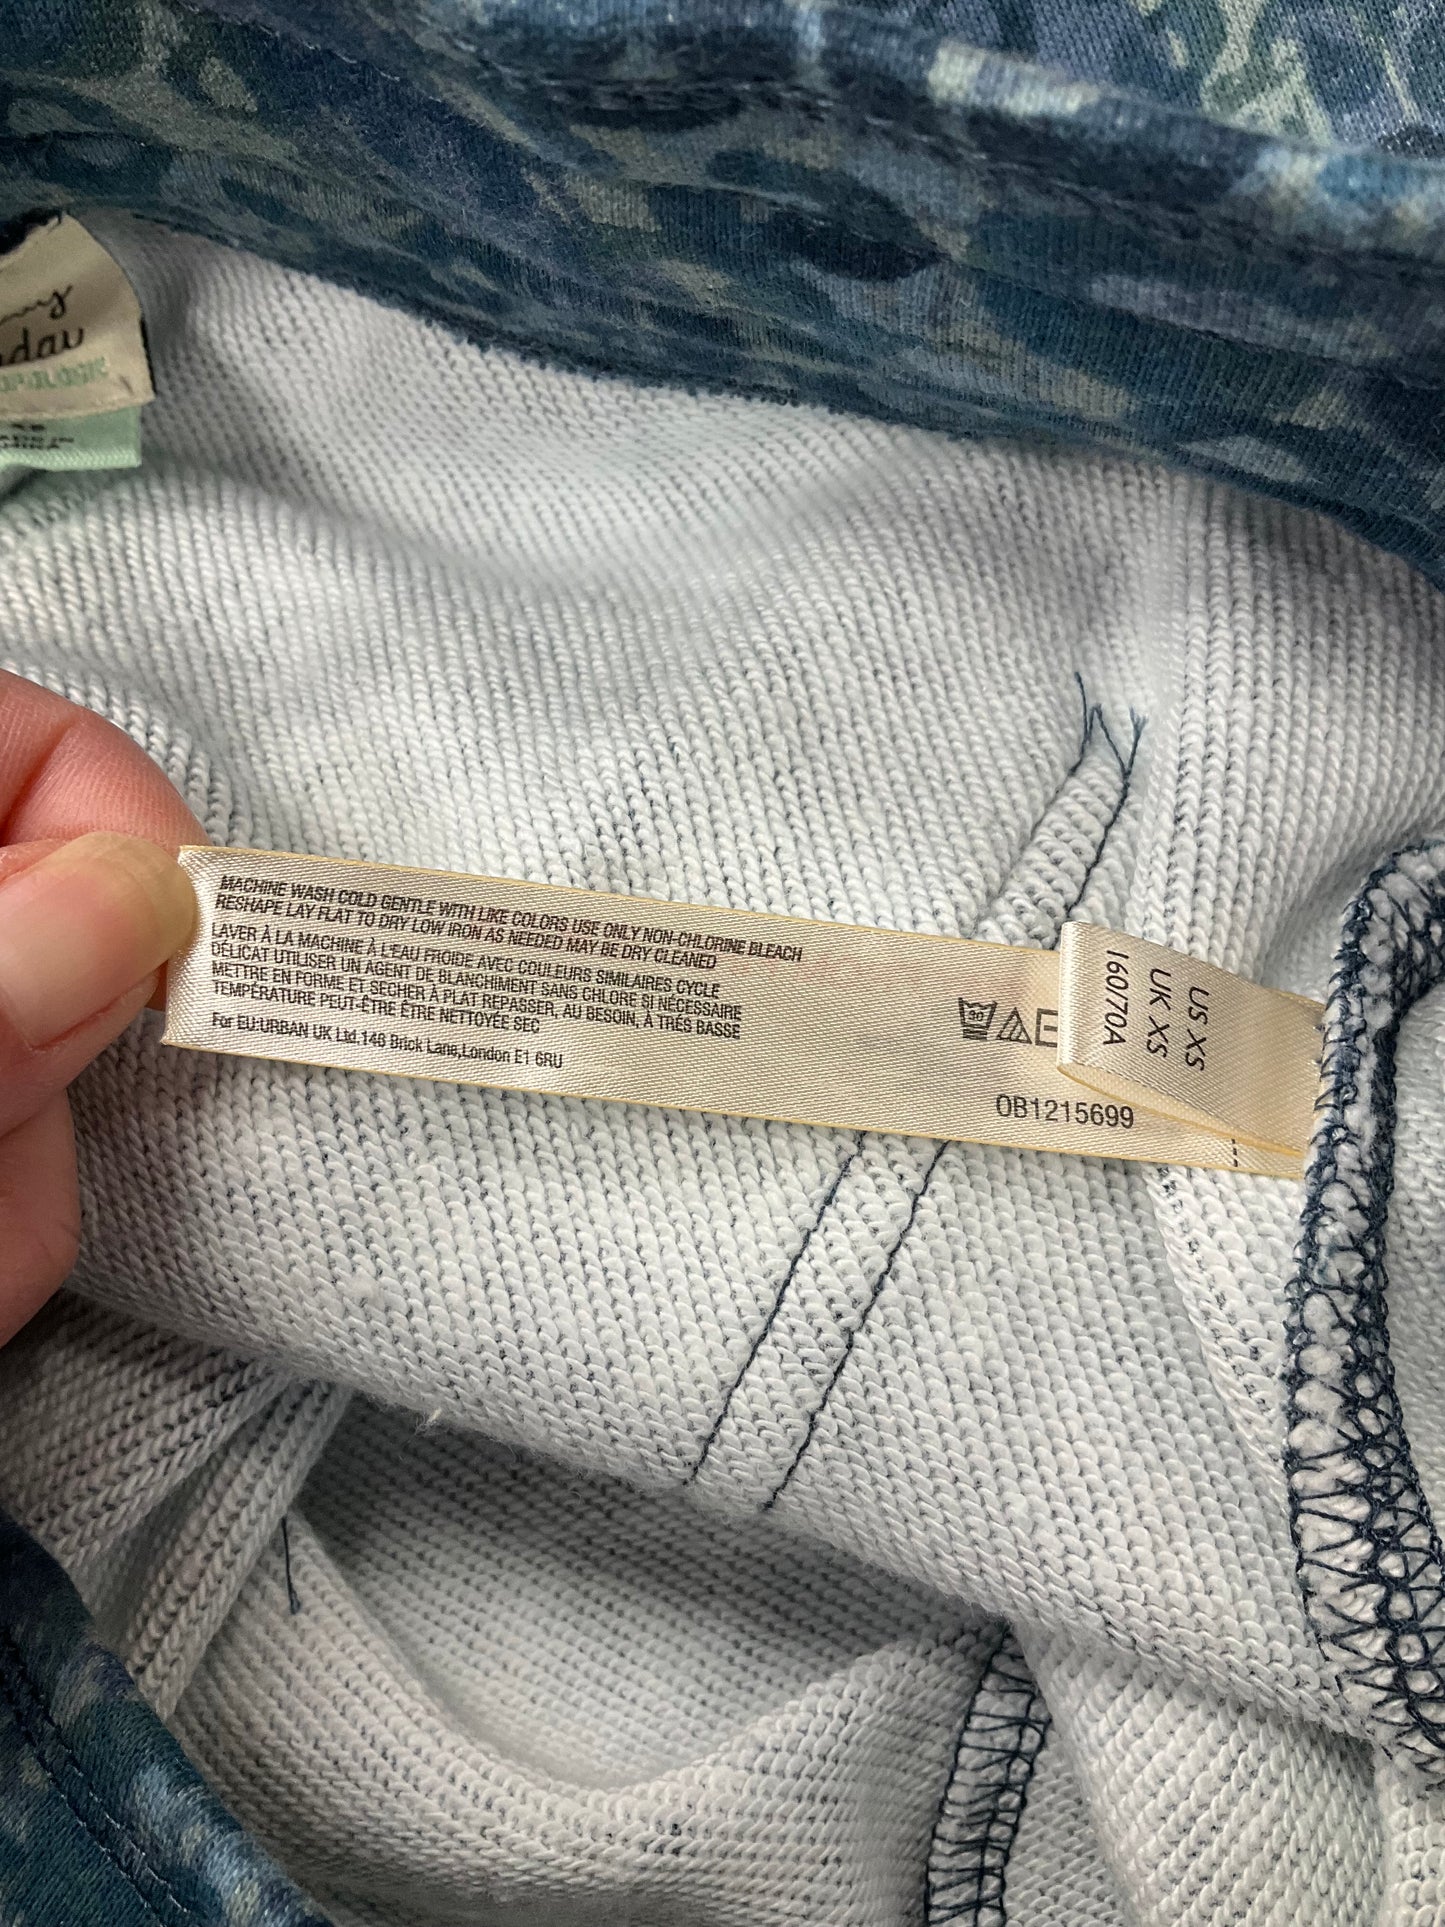 MACHINE WASH COLD GENTLE WITH LIKE COLORS USE ONLY NON-CHLORINE BLEACH
RESHAPE LAY FLAT TO DRY LOW IRON AS NEEDED MAY BE DRY CLEANED
LAVER À LA MACHINE À L'EAU FROIDE AVEC COULEURS SIMILAIRES CYCLE
DÉLICAT UTILISER UN AGENT DE BLANCHIMENT SANS CHLORE SI NÉCESSAIRE
METTRE EN FORME ET SECHER À PLAT REPASSER, AU BESOIN, À TRÉS BASSE
TEMPÉRATURE PEUT-ÊTRE ÊTRE NETTOYÉE SEC
For EU:URBAN UK Ltd.146 Brick Lane,London E1 6RU
OB1215699
US XS
UK XS
160/70A